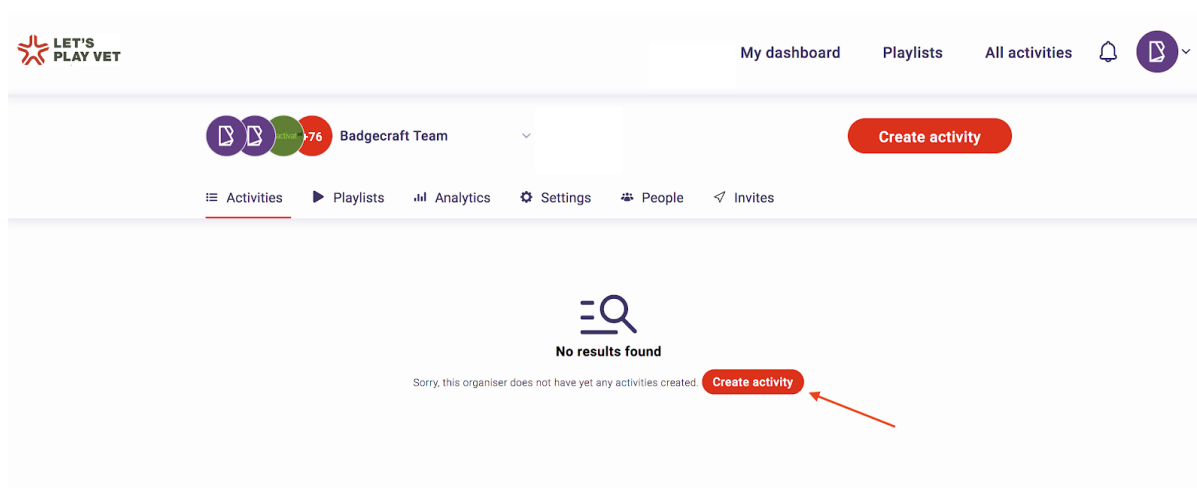 LET'S
PLAY VET
My dashboard Playlists All activities
activat +76 Badgecraft Team
Create activity
Activities Playlists Analytics Settings People Invites
No results found
Sorry, this organiser does not have yet any activities created. Create activity